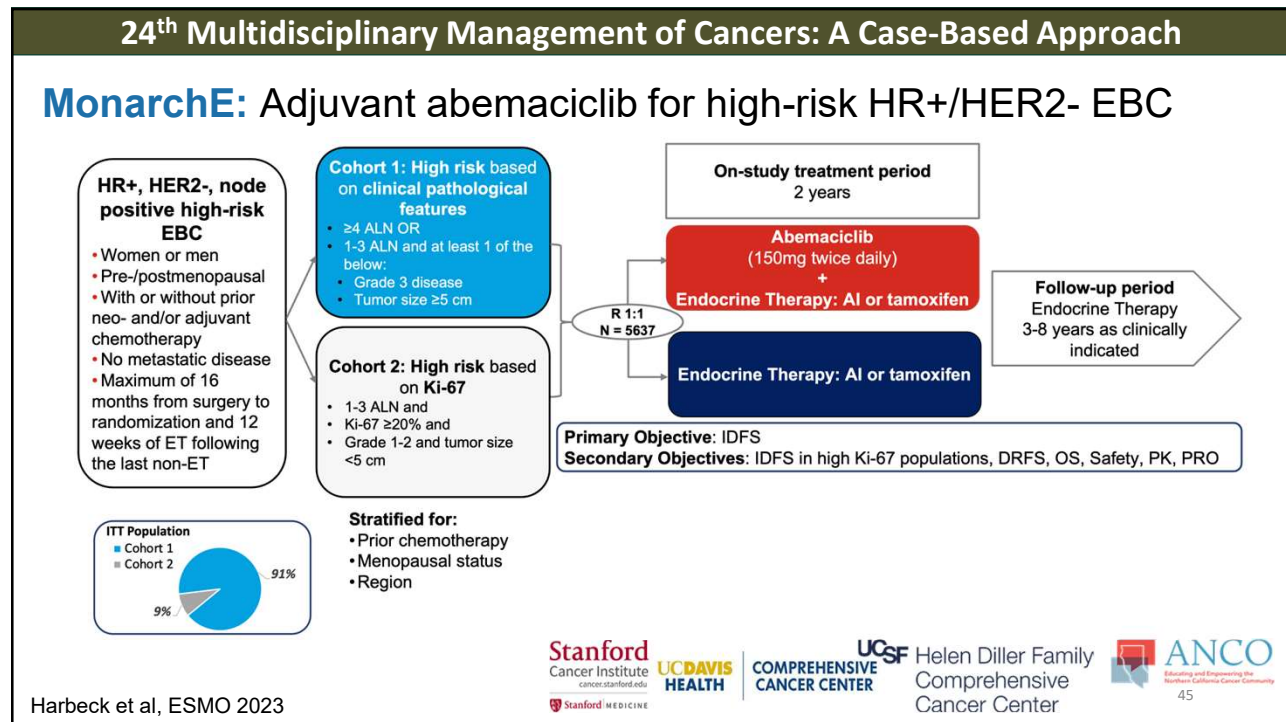 24th Multidisciplinary Management of Cancers: A Case-Based Approach
MonarchE: Adjuvant abemaciclib for high-risk HR+/HER2- EBC
HR+, HER2-, node
positive high-risk
EBC
• Women or men
• Pre-/postmenopausal
• With or without prior
neo- and/or adjuvant
chemotherapy
• No metastatic disease
• Maximum of 16
months from surgery to
randomization and 12
weeks of ET following
the last non-ET
Cohort 1: High risk based
on clinical pathological
features
• ≥4 ALN OR
• 1-3 ALN and at least 1 of the
below:
• Grade 3 disease
• Tumor size ≥5 cm
Cohort 2: High risk based
on Ki-67
• 1-3 ALN and
• Ki-67 ≥20% and
• Grade 1-2 and tumor size
<5 cm
Stratified for:
• Prior chemotherapy
• Menopausal status
• Region
R 1:1
N = 5637
On-study treatment period
2 years
Abemaciclib
(150mg twice daily)
+
Endocrine Therapy: AI or tamoxifen
Endocrine Therapy: AI or tamoxifen
Follow-up period
Endocrine Therapy
3-8 years as clinically
indicated
Primary Objective: IDFS
Secondary Objectives: IDFS in high Ki-67 populations, DRFS, OS, Safety, PK, PRO
ITT Population
Cohort 1
Cohort 2
91%
9%
Harbeck et al, ESMO 2023
Stanford
Cancer Institute
cancer.stanford.edu
Stanford MEDICINE
UCDAVIS
HEALTH
COMPREHENSIVE
CANCER CENTER
UCSF Helen Diller Family
Comprehensive
Cancer Center
ANCO
Educating and Empowering the
Northern California Cancer Community
45